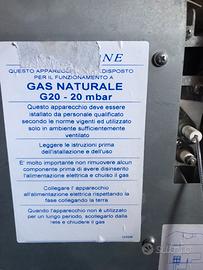 QUESTO APPARECCHIO È DISPOSTO
PER IL FUNZIONAMENTO A
GAS NATURALE
G20 - 20 mbar
Questo apparecchio deve essere
istallato da personale qualificato
secondo le norme vigenti ed utilizzato
solo in ambiente sufficientemente
ventilato
Leggere le istruzioni prima
dell'istallazione e dell'uso
E' molto importante non rimuovere alcun
componente prima di avere disinserito
l'alimentazione elettrica e chiuso il gas
Collegare l' apparecchio
all'alimentazione elettrica rispettando la
fase collegando la terra
Quando l'apparecchio non è utilizzato
per un lungo periodo, scollegarlo dalla
rete e chiudere il gas